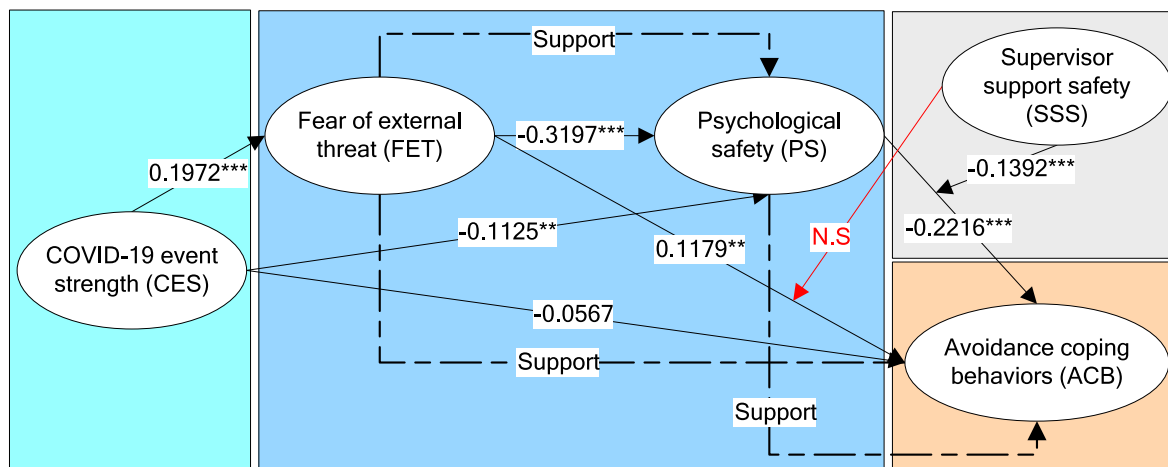 Support
Supervisor
support safety
(SSS)
Fear of external
threat (FET)
-0.3197***
Psychological
safety (PS)
0.1972***
-0.1392***
-0.1125**
0.1179**
N.S
-0.2216***
COVID-19 event
strength (CES)
-0.0567
Support
Avoidance coping
behaviors (ACB)
Support